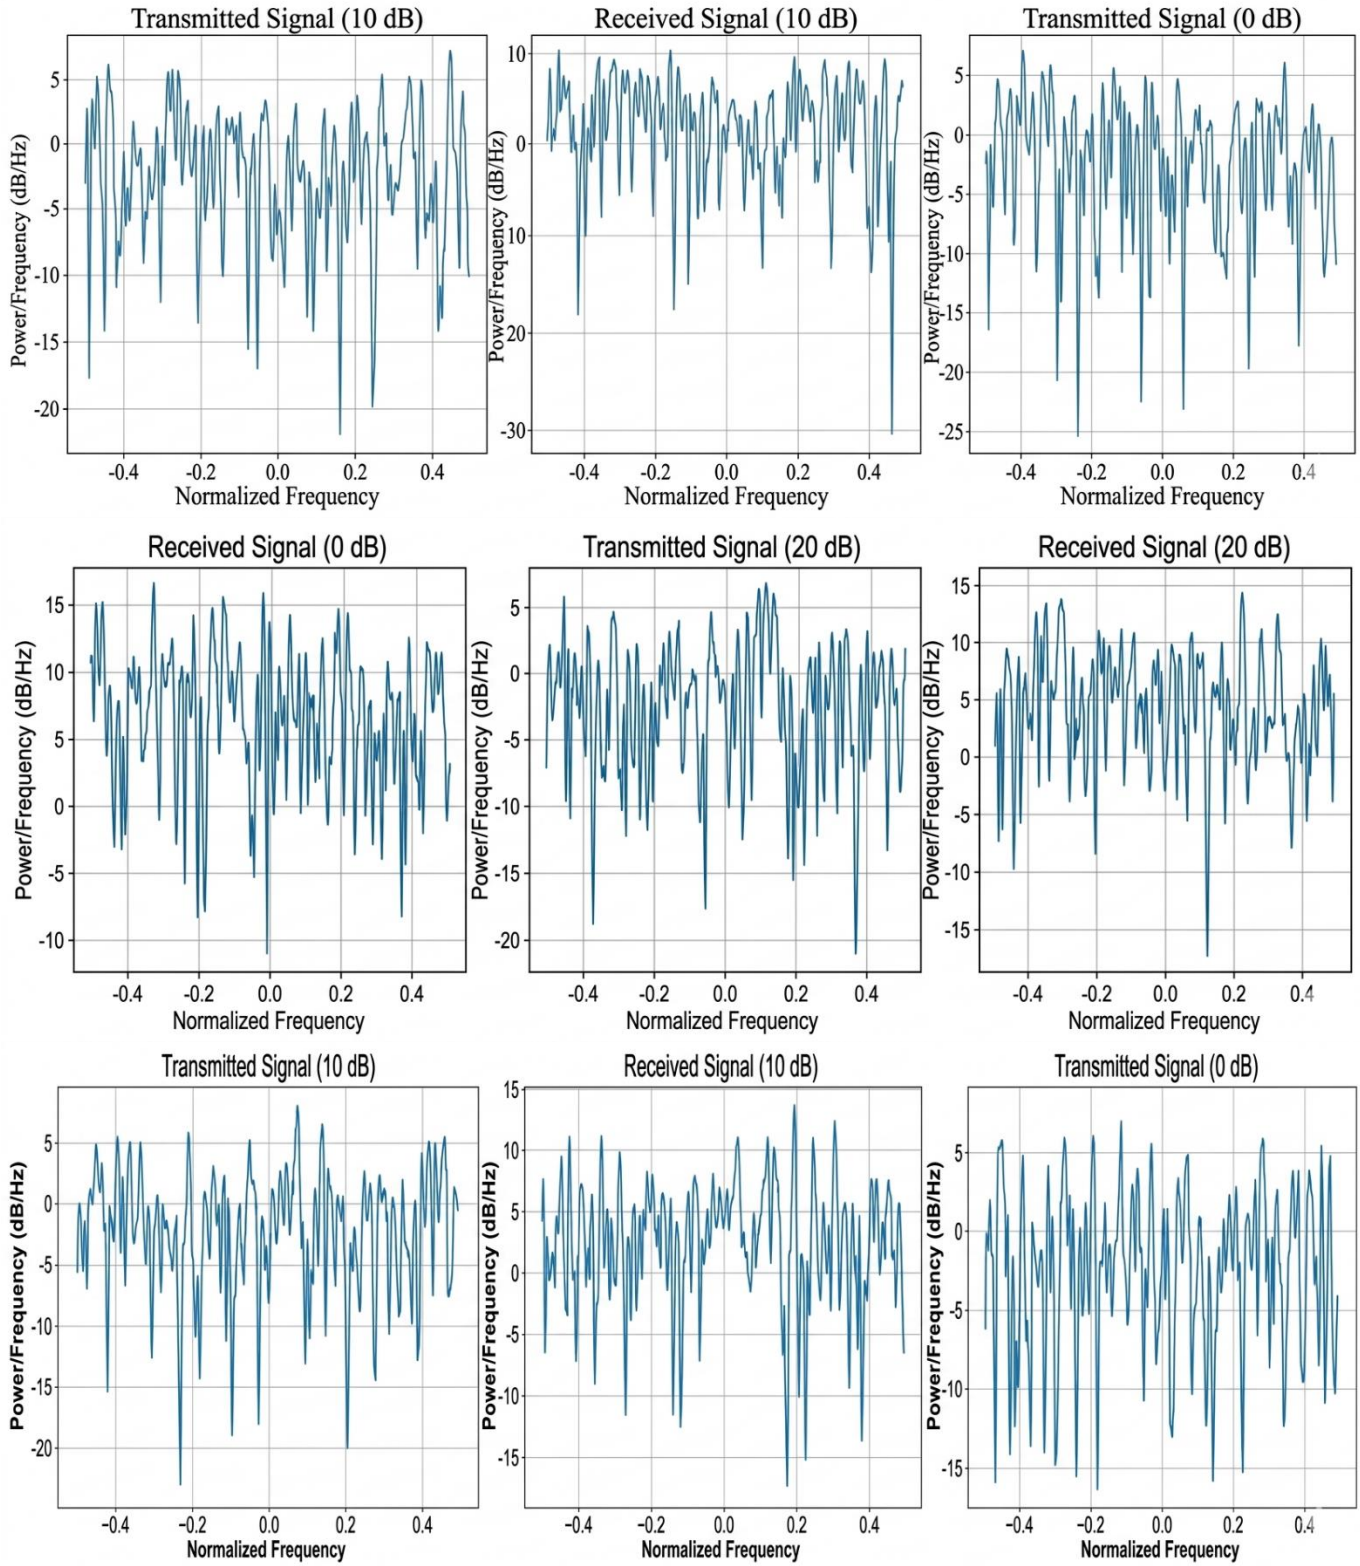 Transmitted Signal (10 dB)
Received Signal (10 dB)
Transmitted Signal (0 dB)
Power/Frequency (dB/Hz)
5
0
-5
-10
-15
-20
-0.4 -0.2 0.0 0.2 0.4
Normalized Frequency
Power/Frequency (dB/Hz)
10
0
10
20
-30
-0.4 -0.2 0.0 0.2 0.4
Normalized Frequency
Power/Frequency (dB/Hz)
5
0
-5
-10
-15
-20
-25
-0.4 -0.2 0.0 0.2 0.4
Normalized Frequency
Received Signal (0 dB)
Transmitted Signal (20 dB)
Received Signal (20 dB)
Power/Frequency (dB/Hz)
15
10
5
0
-5
-10
-0.4 -0.2 0.0 0.2 0.4
Normalized Frequency
Power/Frequency (dB/Hz)
5
0
-5
-10
-15
-20
-0.4 -0.2 0.0 0.2 0.4
Normalized Frequency
Power/Frequency (dB/Hz)
15
10
5
0
-5
-10
-15
-0.4 -0.2 0.0 0.2 0.4
Normalized Frequency
Transmitted Signal (10 dB)
Received Signal (10 dB)
Transmitted Signal (0 dB)
Power/Frequency (dB/Hz)
5
0
-5
-10
-15
-20
−0.4 −0.2 0.0 0.2 0.4
Normalized Frequency
Power/Frequency (dB/Hz)
15
10
5
0
-5
-10
-15
−0.4 −0.2 0.0 0.2 0.4
Normalized Frequency
Power/Frequency (dB/Hz)
5
0
-5
-10
-15
−0.4 −0.2 0.0 0.2 0.4
Normalized Frequency